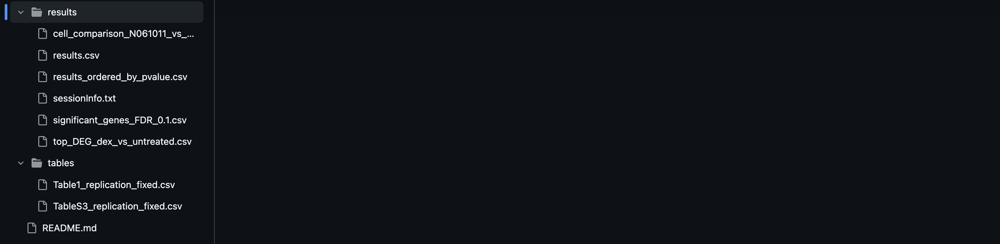 results
cell_comparison_N061011_vs_...
results.csv
results_ordered_by_pvalue.csv
sessionInfo.txt
significant_genes_FDR_0.1.csv
top_DEG_dex_vs_untreated.csv
tables
Table1_replication_fixed.csv
TableS3_replication_fixed.csv
README.md